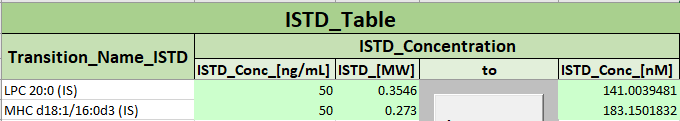 ISTD_Table
Transition_Name_ISTD
ISTD_Concentration
ISTD_Conc_[ng/mL] ISTD_[MW] to ISTD_Conc_[nM]
LPC 20:0 (IS) 50 0.3546 141.0039481
MHC d18:1/16:0d3 (IS) 50 0.273 183.1501832